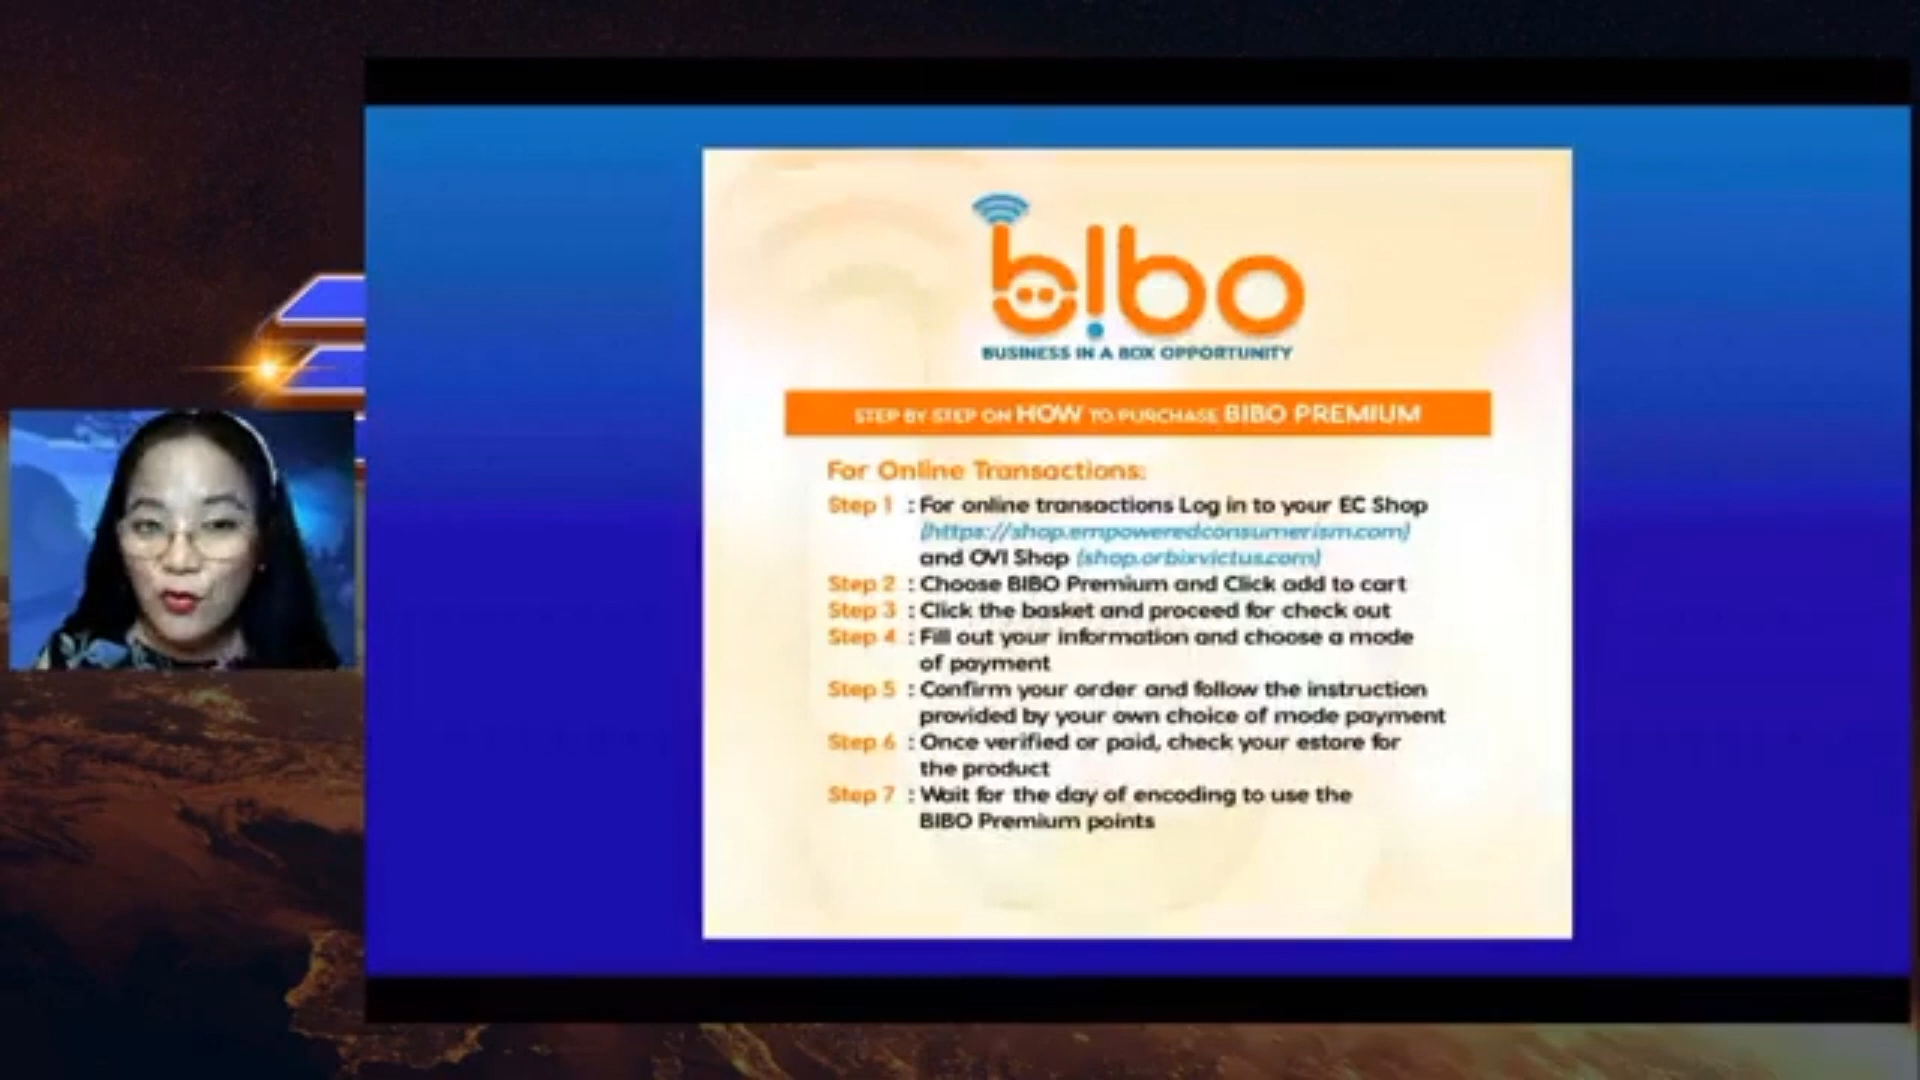 bibo
BUSINESS IN A BOX OPPORTUNITY
STEP BY STEP ON HOW TO PURCHASE BIBO PREMIUM
For Online Transactions:
Step 1 : For online transactions Log in to your EC Shop
(https://shop.empoweredconsumerism.com)
and OVI Shop (shop.orbixvictus.com)
Step 2 : Choose BIBO Premium and Click add to cart
Step 3 : Click the basket and proceed for check out
Step 4 : Fill out your information and choose a mode
of payment
Step 5 : Confirm your order and follow the instruction
provided by your own choice of mode payment
Step 6 : Once verified or paid, check your estore for
the product
Step 7 : Wait for the day of encoding to use the
BIBO Premium points